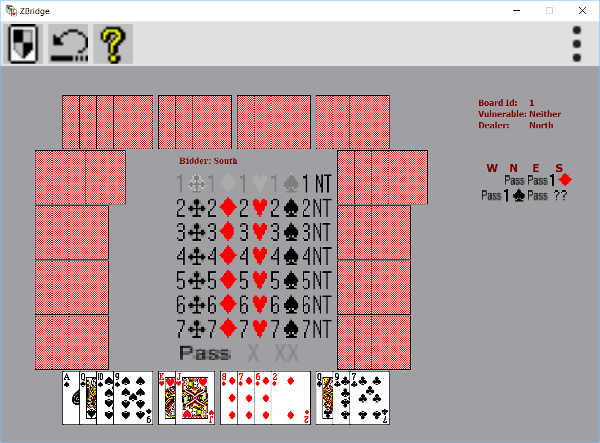 ZBridge
Board Id: 1
Vulnerable: Neither
Dealer: North
Bidder: South
W N E S
Pass Pass 1♦
Pass 1♠ Pass ??
1♣ 1♦ 1♥ 1♠ 1NT
2♣ 2♦ 2♥ 2♠ 2NT
3♣ 3♦ 3♥ 3♠ 3NT
4♣ 4♦ 4♥ 4♠ 4NT
5♣ 5♦ 5♥ 5♠ 5NT
6♣ 6♦ 6♥ 6♠ 6NT
7♣ 7♦ 7♥ 7♠ 7NT
Pass X XX
A Q 10 9 K J 8 7 6 2 Q 9 7